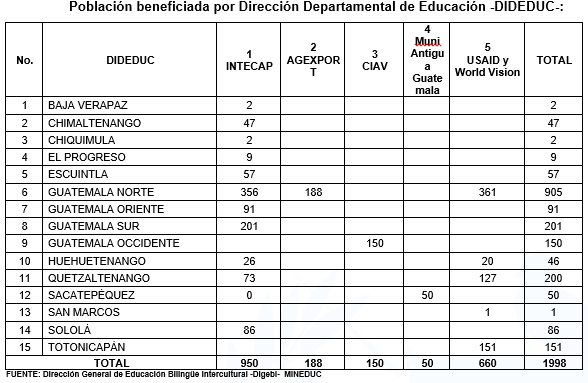 Población beneficiada por Dirección Departamental de Educación -DIDEDUC-:
No. DIDEDUC 1 INTECAP 2 AGEXPOR T 3 CIAV 4 Muni Antigu a Guate mala 5 USAID y World Vision TOTAL
1 BAJA VERAPAZ 2 2
2 CHIMALTENANGO 47 47
3 CHIQUIMULA 2 2
4 EL PROGRESO 9 9
5 ESCUINTLA 57 57
6 GUATEMALA NORTE 356 188 361 905
7 GUATEMALA ORIENTE 91 91
8 GUATEMALA SUR 201 201
9 GUATEMALA OCCIDENTE 150 150
10 HUEHUETENANGO 26 20 46
11 QUETZALTENANGO 73 127 200
12 SACATEPÉQUEZ 0 50 50
13 SAN MARCOS 1 1
14 SOLOLÁ 86 86
15 TOTONICAPÁN 151 151
TOTAL 950 188 150 50 660 1998
FUENTE: Dirección General de Educación Bilingüe Intercultural -Digebi- MINEDUC